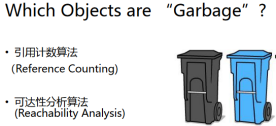 Which Objects are “Garbage”?
• 引用计数算法
(Reference Counting)
• 可达性分析算法
(Reachability Analysis)